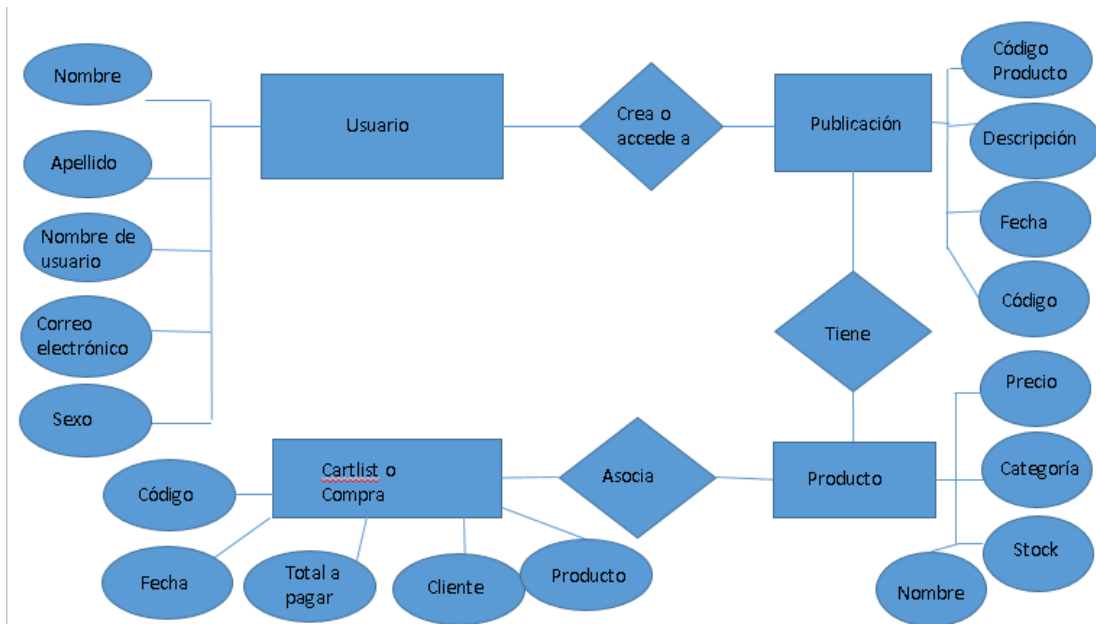 Nombre
Usuario
Crea o
accede a
Publicación
Código
Producto
Descripción
Apellido
Nombre de
usuario
Fecha
Código
Correo
electrónico
Tiene
Sexo
Precio
Cartlist o
Compra
Asocia
Producto
Categoría
Código
Fecha
Total a
pagar
Cliente
Producto
Stock
Nombre